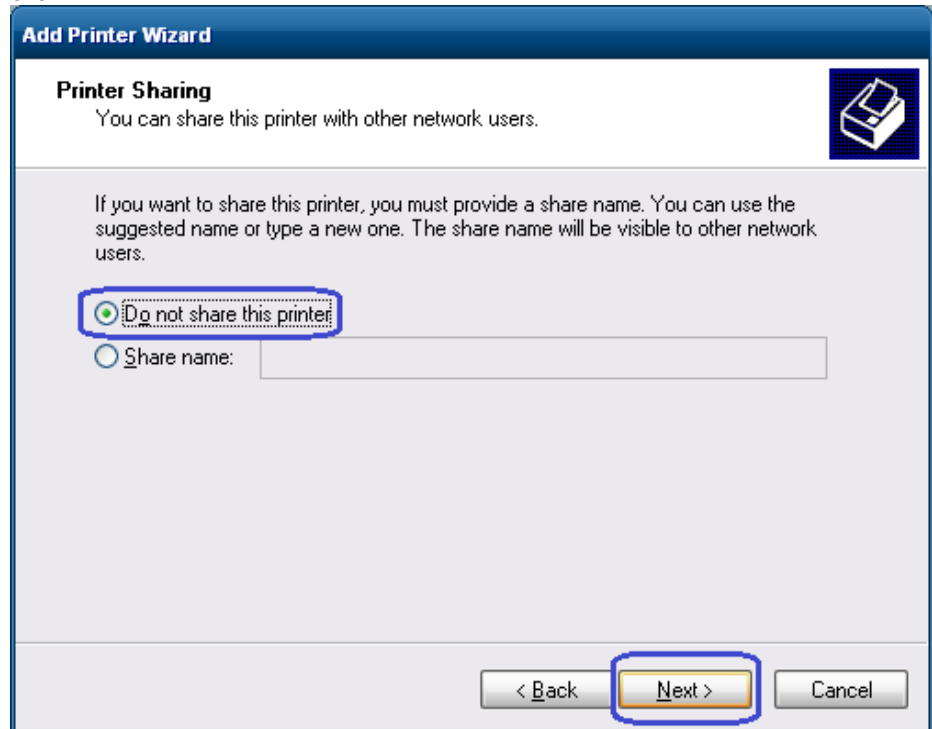 Add Printer Wizard
Printer Sharing
You can share this printer with other network users.
If you want to share this printer, you must provide a share name. You can use the
suggested name or type a new one. The share name will be visible to other network
users.
Do not share this printer
Share name:
< Back Next > Cancel